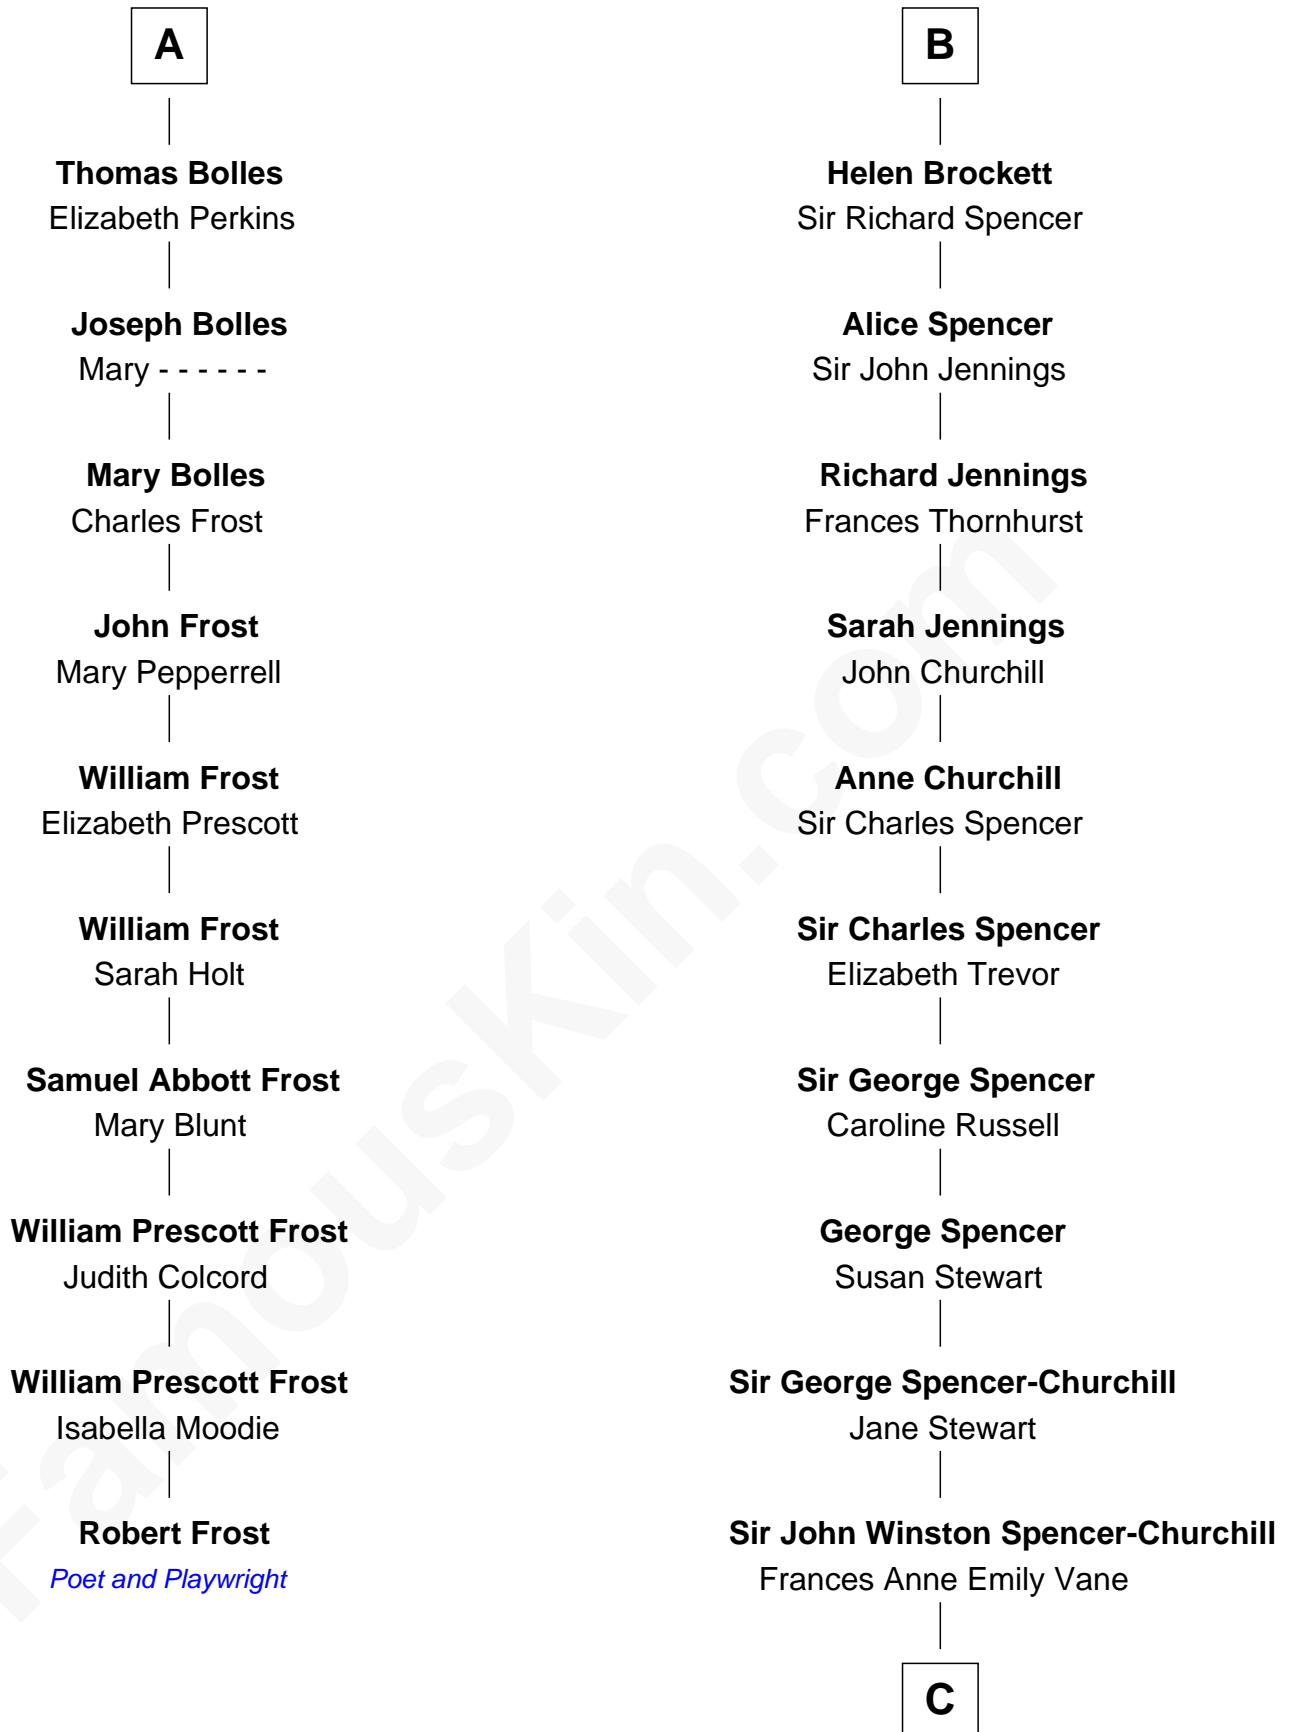 A
Thomas Bolles
Elizabeth Perkins
Joseph Bolles
Mary - - - - - -
Mary Bolles
Charles Frost
John Frost
Mary Pepperrell
William Frost
Elizabeth Prescott
William Frost
Sarah Holt
Samuel Abbott Frost
Mary Blunt
William Prescott Frost
Judith Colcord
William Prescott Frost
Isabella Moodie
Robert Frost
Poet and Playwright
B
Helen Brockett
Sir Richard Spencer
Alice Spencer
Sir John Jennings
Richard Jennings
Frances Thornhurst
Sarah Jennings
John Churchill
Anne Churchill
Sir Charles Spencer
Sir Charles Spencer
Elizabeth Trevor
Sir George Spencer
Caroline Russell
George Spencer
Susan Stewart
Sir George Spencer-Churchill
Jane Stewart
Sir John Winston Spencer-Churchill
Frances Anne Emily Vane
C
FamousKin.com